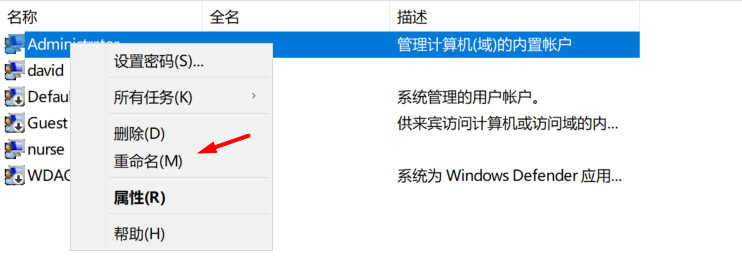 名称 全名 描述
Administrator 管理计算机(域)的内置帐户
设置密码(S)...
david
所有任务(K)
Defau 系统管理的用户帐户。
Guest 供来宾访问计算机或访问域的内...
删除(D)
nurse
重命名(M)
WDAG 系统为 Windows Defender 应用...
属性(R)
帮助(H)